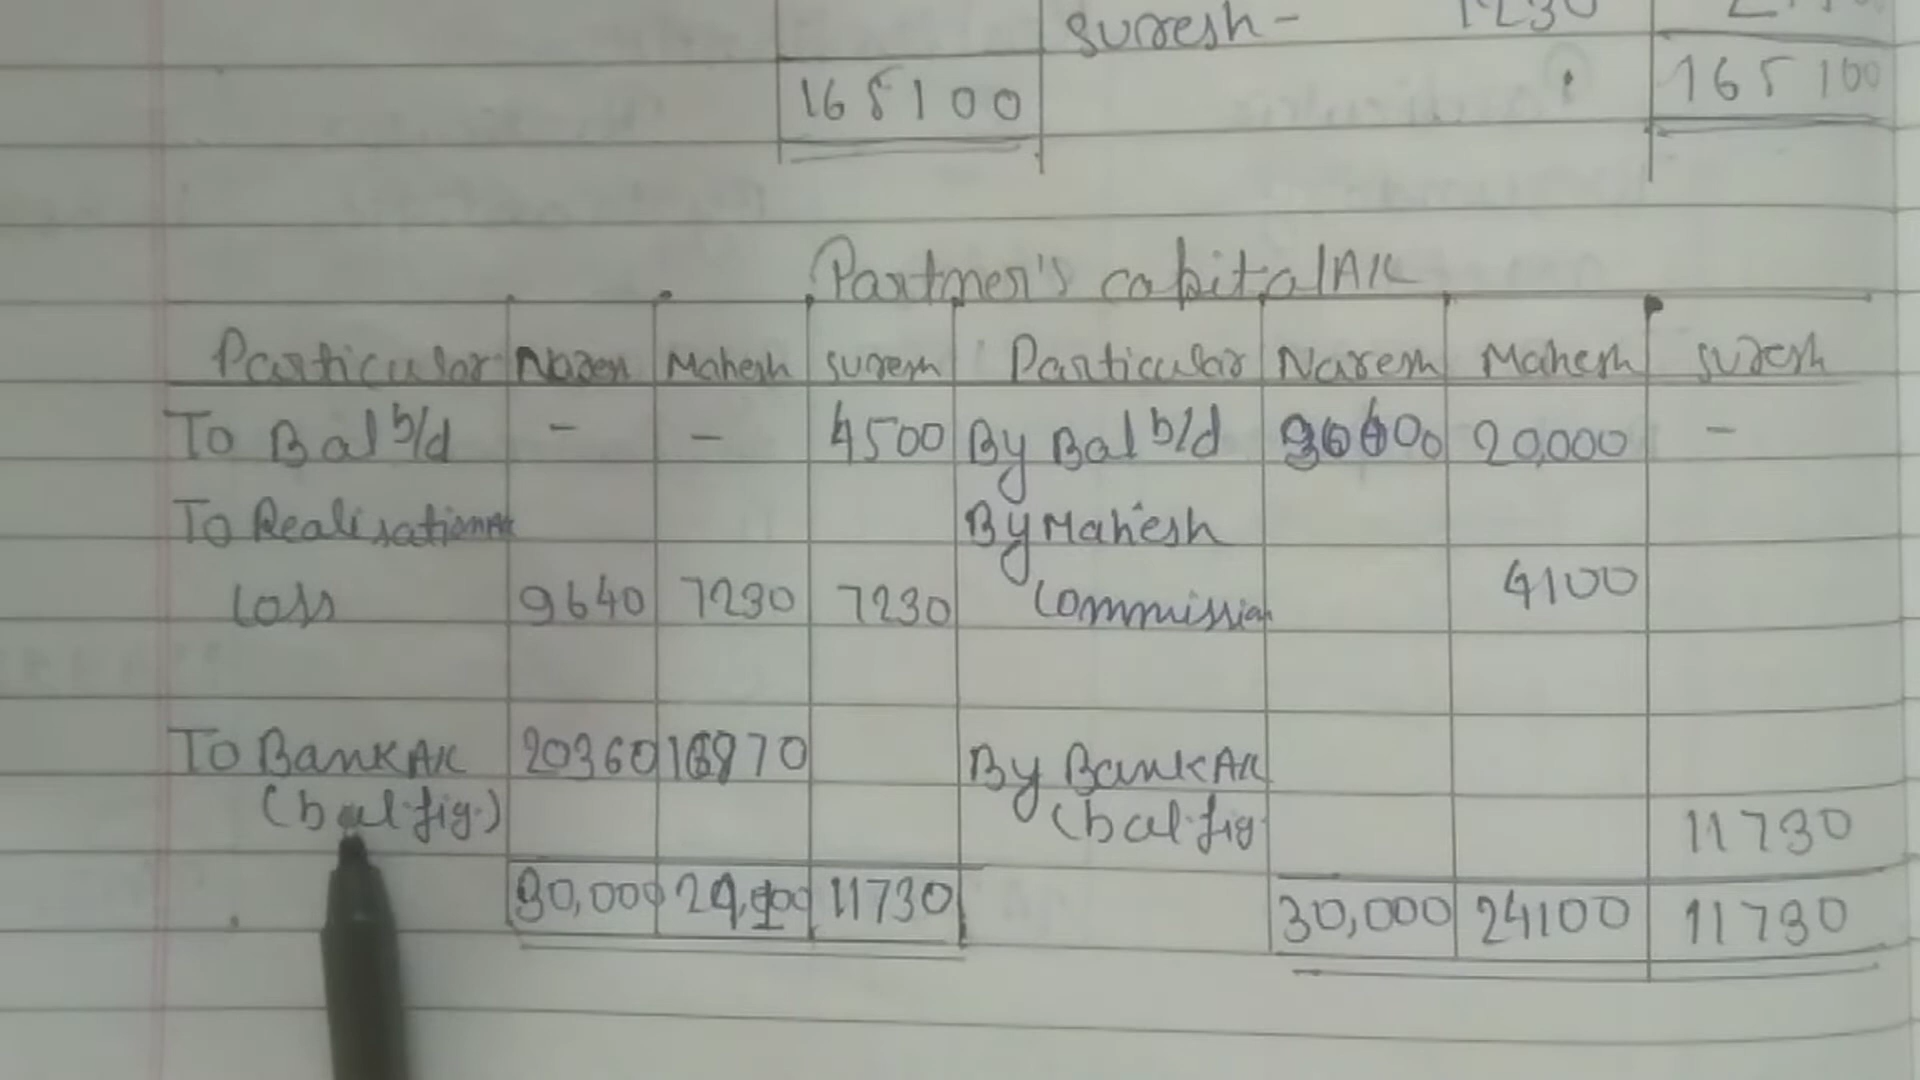 Suresh - 1230
165100 165100
Partner's capital A/c
Particular Naresh Mahesh Suresh Particular Naresh Mahesh Suresh
To Bal b/d - - 4500 By Bal b/d 30000 20,000 -
To Realisation A/c By Mahesh
Loss 9640 7230 7230 Commission 4100
To Bank A/c 20360 16870 By Bank A/c
(bal.fig.) (bal.fig 11730
30,000 24,100 11730 30,000 24100 11730